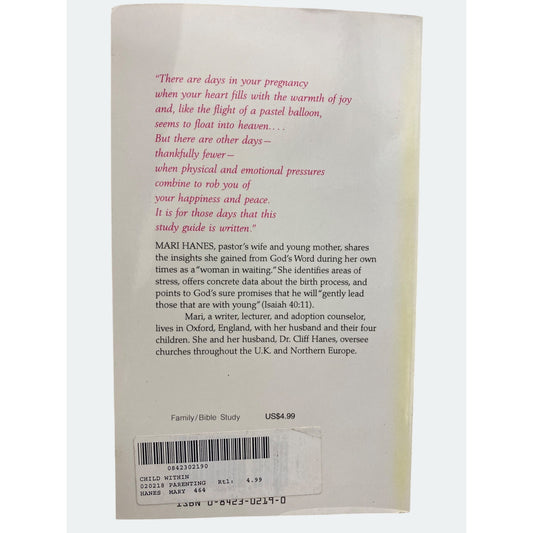 "There are days in your pregnancy
when your heart fills with the warmth of joy
and, like the flight of a pastel balloon,
seems to float into heaven. . . .
But there are other days—
thankfully fewer—
when physical and emotional pressures
combine to rob you of
your happiness and peace.
It is for those days that this
study guide is written."
MARI HANES, pastor's wife and young mother, shares
the insights she gained from God's Word during her own
times as a "woman in waiting." She identifies areas of
stress, offers concrete data about the birth process, and
points to God's sure promises that he will "gently lead
those that are with young" (Isaiah 40:11).
Mari, a writer, lecturer, and adoption counselor,
lives in Oxford, England, with her husband and their four
children. She and her husband, Dr. Cliff Hanes, oversee
churches throughout the U.K. and Northern Europe.
Family/Bible Study US$4.99
0842302190
CHILD WITHIN
020218 PARENTING Rtl: 4.99
HANES MARY 464
ISBN 0-8423-0219-0